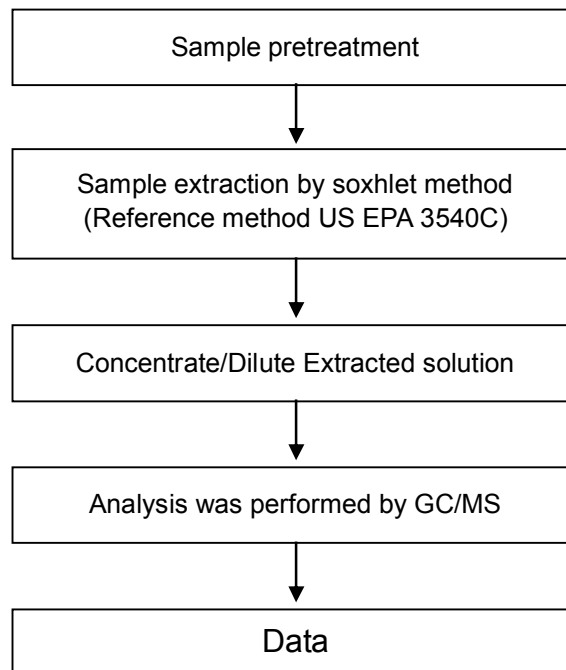 Sample pretreatment
Sample extraction by soxhlet method
(Reference method US EPA 3540C)
Concentrate/Dilute Extracted solution
Analysis was performed by GC/MS
Data